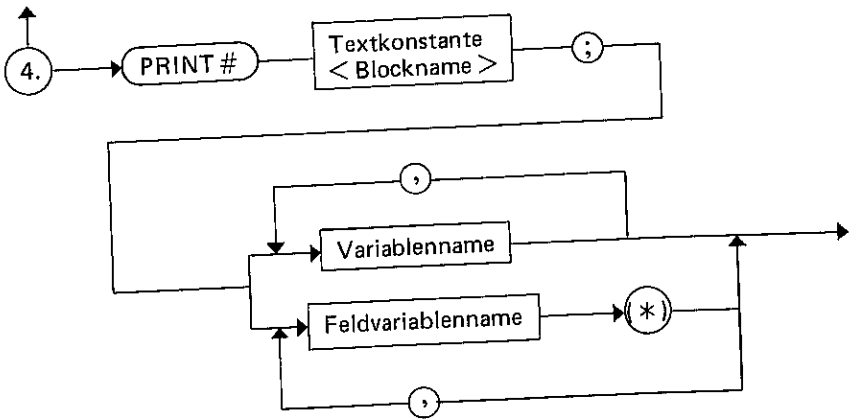 4.
PRINT #
Textkonstante
< Blockname >
;
,
Variablenname
Feldvariablenname
(*)
,